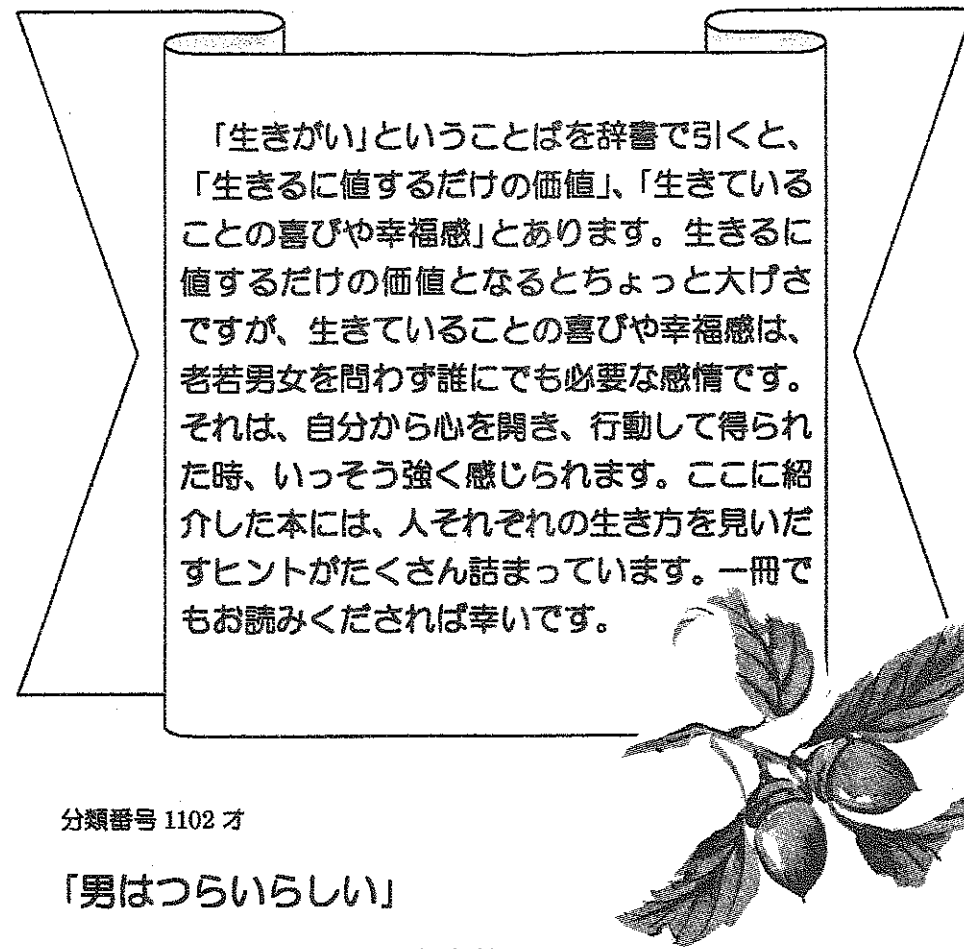 「生きがい」ということばを辞書で引くと、
「生きるに値するだけの価値」、「生きている
ことの喜びや幸福感」とあります。生きるに
値するだけの価値となるとちょっと大げさ
ですが、生きていることの喜びや幸福感は、
老若男女を問わず誰にでも必要な感情です。
それは、自分から心を開き、行動して得られ
た時、いっそう強く感じられます。ここに紹
介した本には、人それぞれの生き方を見いだ
すヒントがたくさん詰まっています。一冊で
もお読みくだされば幸いです。
分類番号 1102 オ
「男はつらいらしい」